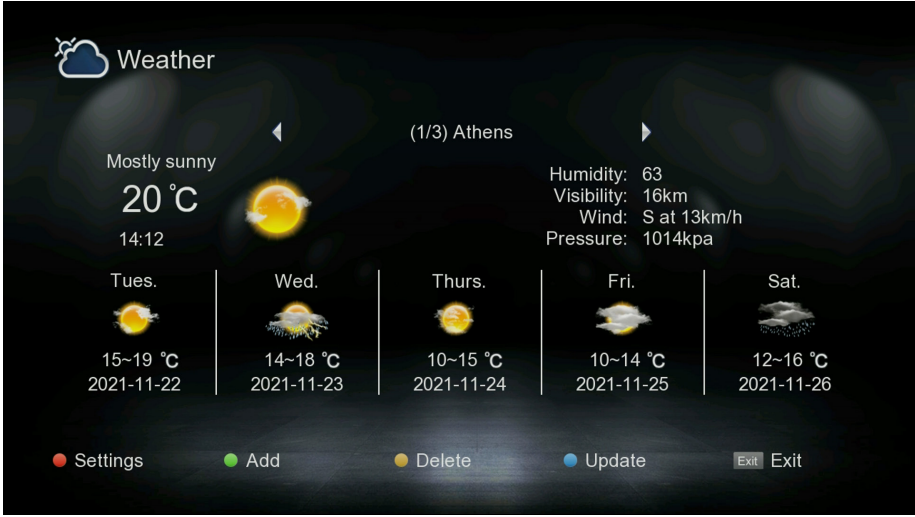 Weather
(1/3) Athens
Mostly sunny
20 °C
14:12
Humidity: 63
Visibility: 16km
Wind: S at 13km/h
Pressure: 1014kpa
Tues. Wed. Thurs. Fri. Sat.
15~19 °C 14~18 °C 10~15 °C 10~14 °C 12~16 °C
2021-11-22 2021-11-23 2021-11-24 2021-11-25 2021-11-26
Settings Add Delete Update Exit Exit